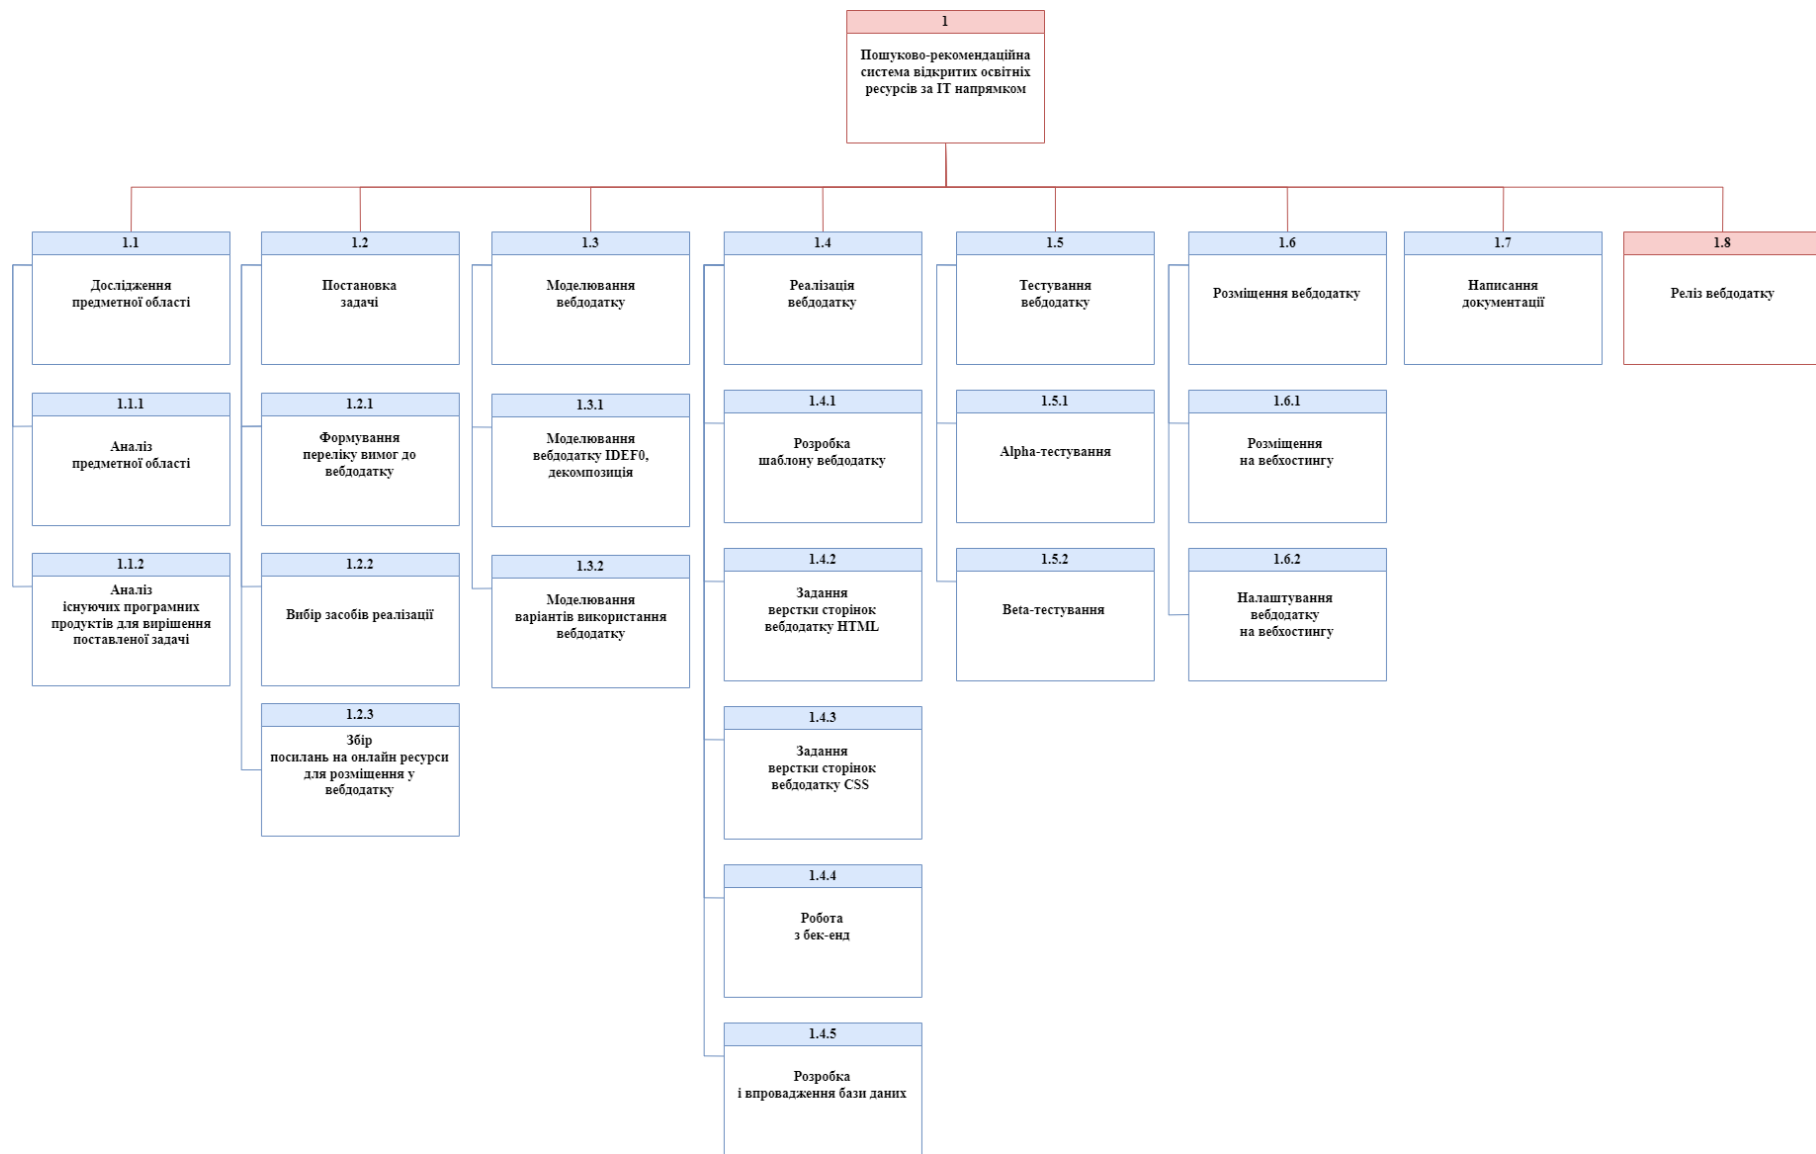 1
Пошуково-рекомендаційна
система відкритих освітніх
ресурсів за ІТ напрямком
1.1
Дослідження
предметної області
1.2
Постановка
задачі
1.3
Моделювання
вебдодатку
1.4
Реалізація
вебдодатку
1.5
Тестування
вебдодатку
1.6
Розміщення вебдодатку
1.7
Написання
документації
1.8
Реліз вебдодатку
1.1.1
Аналіз
предметної області
1.2.1
Формування
переліку вимог до
вебдодатку
1.3.1
Моделювання
вебдодатку IDEF0,
декомпозиція
1.4.1
Розробка
шаблону вебдодатку
1.5.1
Alpha-тестування
1.6.1
Розміщення
на вебхостингу
1.1.2
Аналіз
існуючих програмних
продуктів для вирішення
поставленої задачі
1.2.2
Вибір засобів реалізації
1.3.2
Моделювання
варіантів використання
вебдодатку
1.4.2
Задання
верстки сторінок
вебдодатку HTML
1.5.2
Beta-тестування
1.6.2
Налаштування
вебдодатку
на вебхостингу
1.2.3
Збір
посилань на онлайн ресурси
для розміщення у
вебдодатку
1.4.3
Задання
верстки сторінок
вебдодатку CSS
1.4.4
Робота
з бек-енд
1.4.5
Розробка
і впровадження бази даних